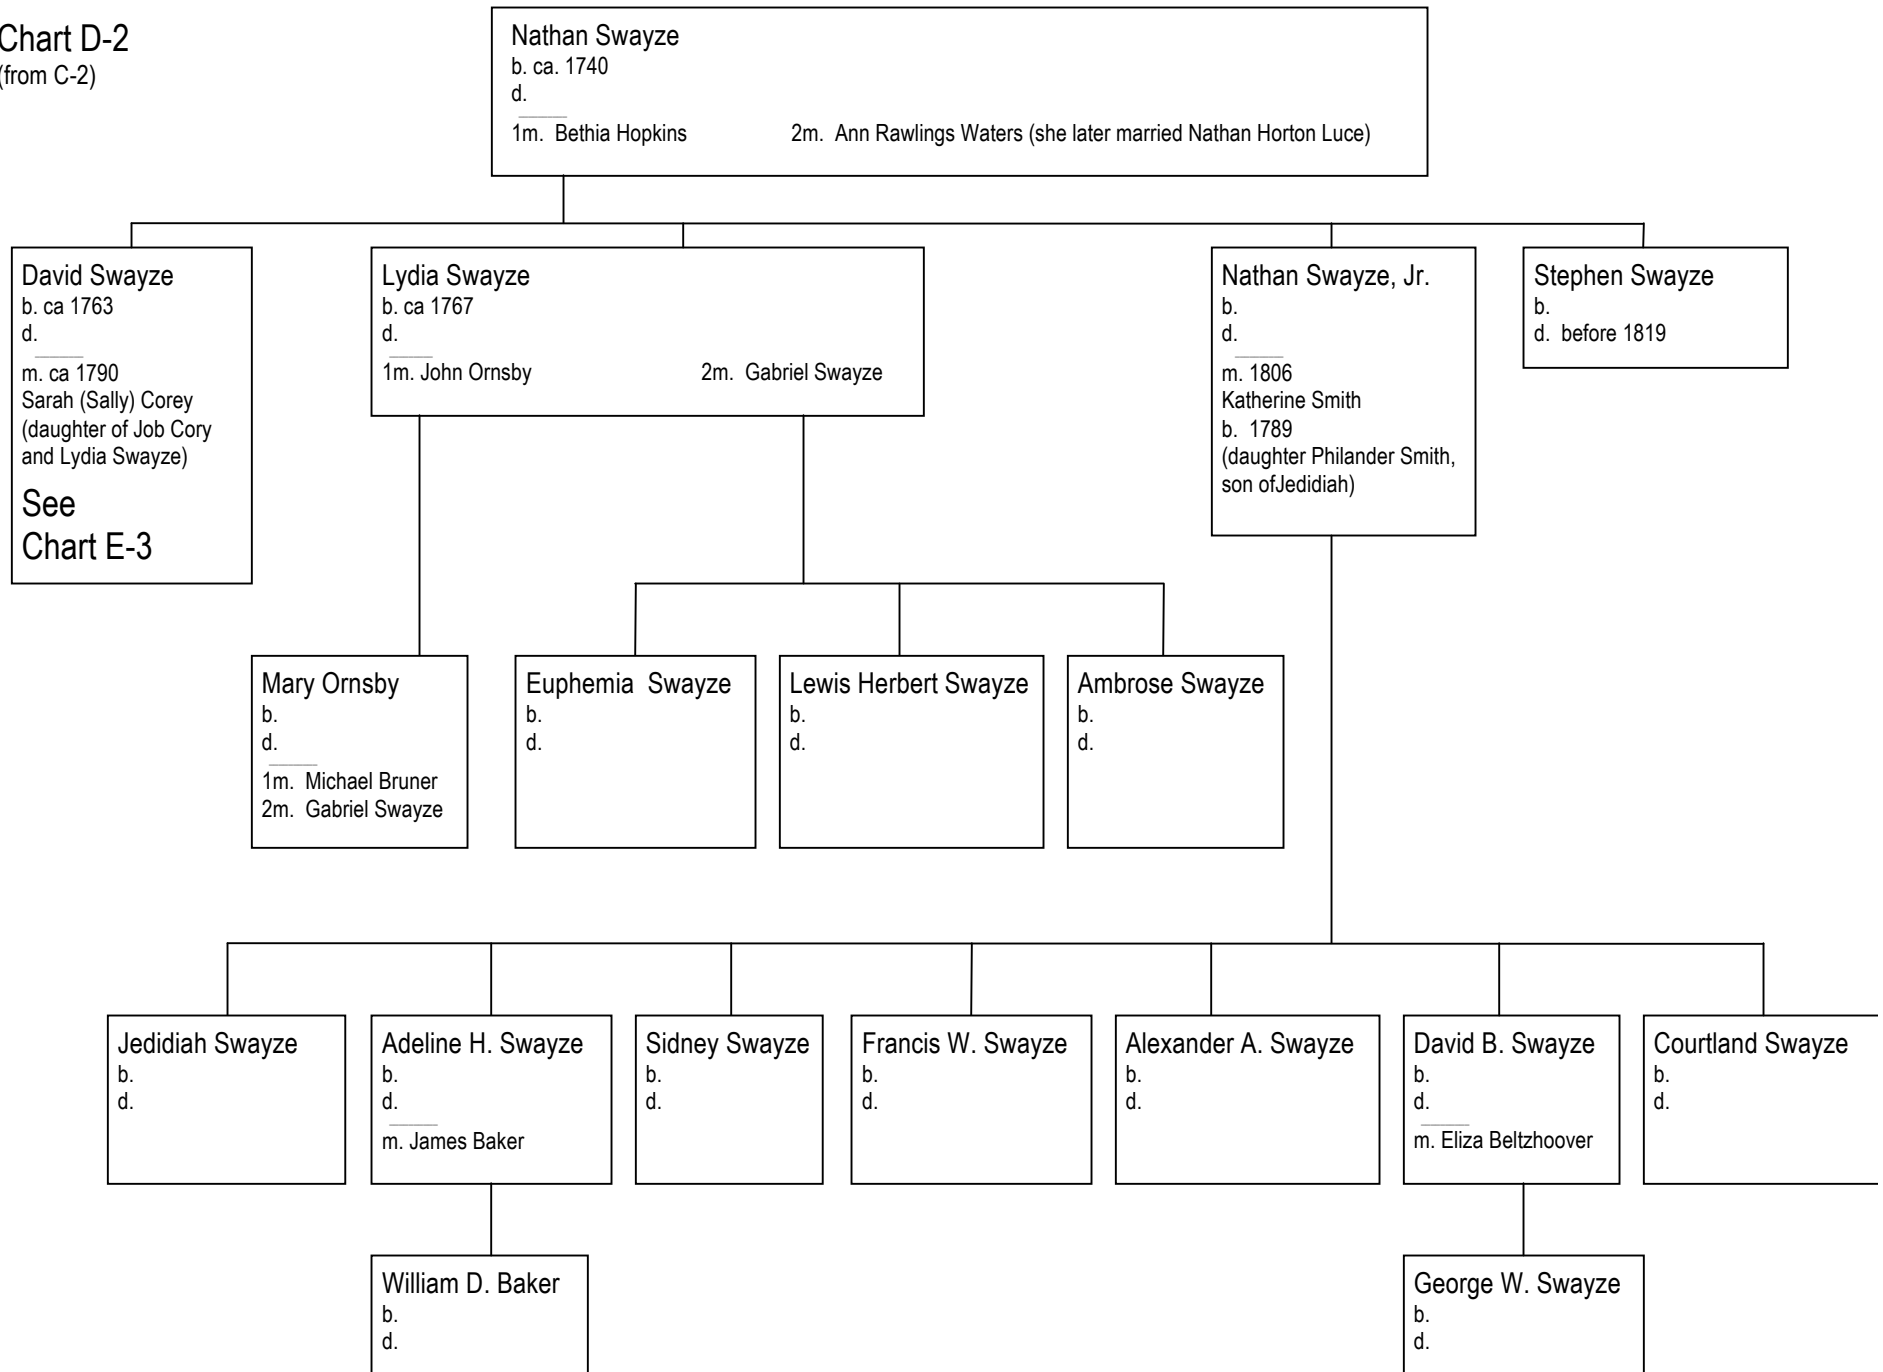 Chart D-2
(from C-2)
Nathan Swayze
b. ca. 1740
d.
1m. Bethia Hopkins 2m. Ann Rawlings Waters (she later married Nathan Horton Luce)
David Swayze
b. ca 1763
d.
m. ca 1790
Sarah (Sally) Corey
(daughter of Job Cory
and Lydia Swayze)
See
Chart E-3
Lydia Swayze
b. ca 1767
d.
1m. John Ornsby 2m. Gabriel Swayze
Nathan Swayze, Jr.
b.
d.
m. 1806
Katherine Smith
b. 1789
(daughter Philander Smith,
son ofJedidiah)
Stephen Swayze
b.
d. before 1819
Mary Ornsby
b.
d.
1m. Michael Bruner
2m. Gabriel Swayze
Euphemia Swayze
b.
d.
Lewis Herbert Swayze
b.
d.
Ambrose Swayze
b.
d.
Jedidiah Swayze
b.
d.
Adeline H. Swayze
b.
d.
m. James Baker
Sidney Swayze
b.
d.
Francis W. Swayze
b.
d.
Alexander A. Swayze
b.
d.
David B. Swayze
b.
d.
m. Eliza Beltzhoover
Courtland Swayze
b.
d.
William D. Baker
b.
d.
George W. Swayze
b.
d.